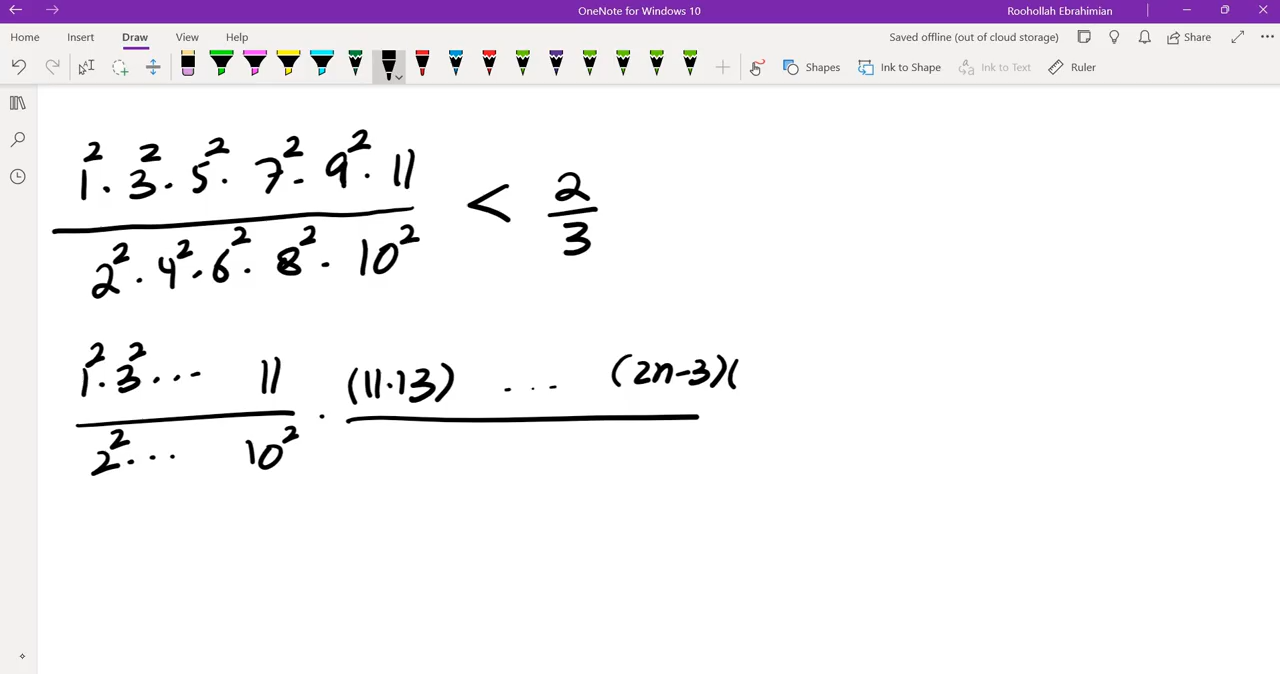 OneNote for Windows 10
Roohollah Ebrahimian
Home Insert Draw View Help
Saved offline (out of cloud storage)
Share
Shapes
Ink to Shape
Ink to Text
Ruler
1² · 3² · 5² · 7² · 9² · 11
2² · 4² · 6² · 8² · 10²
< 2/3
1² · 3² ... 11
2² ... 10²
· (11·13) ... (2n-3)(